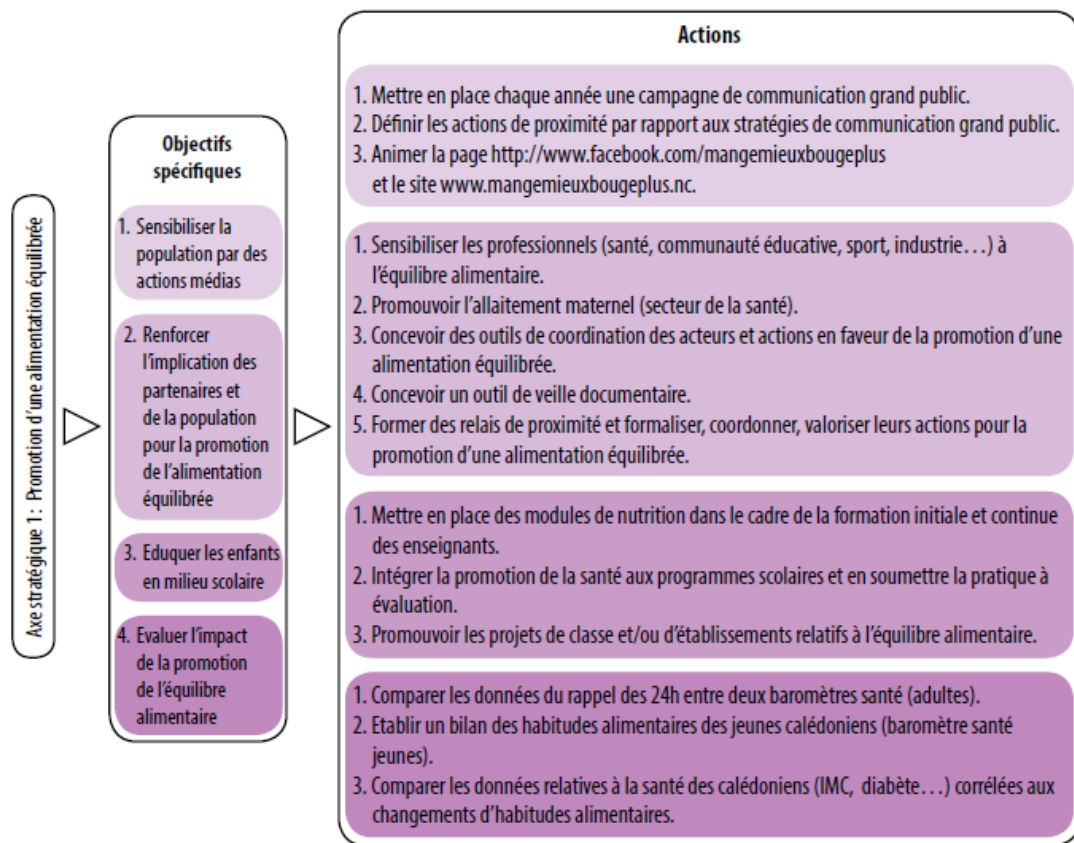 Axe stratégique 1 : Promotion d'une alimentation équilibrée
Objectifs
spécifiques
1. Sensibiliser la
population par des
actions médias
2. Renforcer
l'implication des
partenaires et
de la population
pour la promotion
de l'alimentation
équilibrée
3. Eduquer les enfants
en milieu scolaire
4. Evaluer l'impact
de la promotion
de l'équilibre
alimentaire
Actions
1. Mettre en place chaque année une campagne de communication grand public.
2. Définir les actions de proximité par rapport aux stratégies de communication grand public.
3. Animer la page http://www.facebook.com/mangemieuxbougeplus
et le site www.mangemieuxbougeplus.nc.
1. Sensibiliser les professionnels (santé, communauté éducative, sport, industrie…) à
l'équilibre alimentaire.
2. Promouvoir l'allaitement maternel (secteur de la santé).
3. Concevoir des outils de coordination des acteurs et actions en faveur de la promotion d'une
alimentation équilibrée.
4. Concevoir un outil de veille documentaire.
5. Former des relais de proximité et formaliser, coordonner, valoriser leurs actions pour la
promotion d'une alimentation équilibrée.
1. Mettre en place des modules de nutrition dans le cadre de la formation initiale et continue
des enseignants.
2. Intégrer la promotion de la santé aux programmes scolaires et en soumettre la pratique à
évaluation.
3. Promouvoir les projets de classe et/ou d'établissements relatifs à l'équilibre alimentaire.
1. Comparer les données du rappel des 24h entre deux baromètres santé (adultes).
2. Etablir un bilan des habitudes alimentaires des jeunes calédoniens (baromètre santé
jeunes).
3. Comparer les données relatives à la santé des calédoniens (IMC, diabète…) corrélées aux
changements d'habitudes alimentaires.